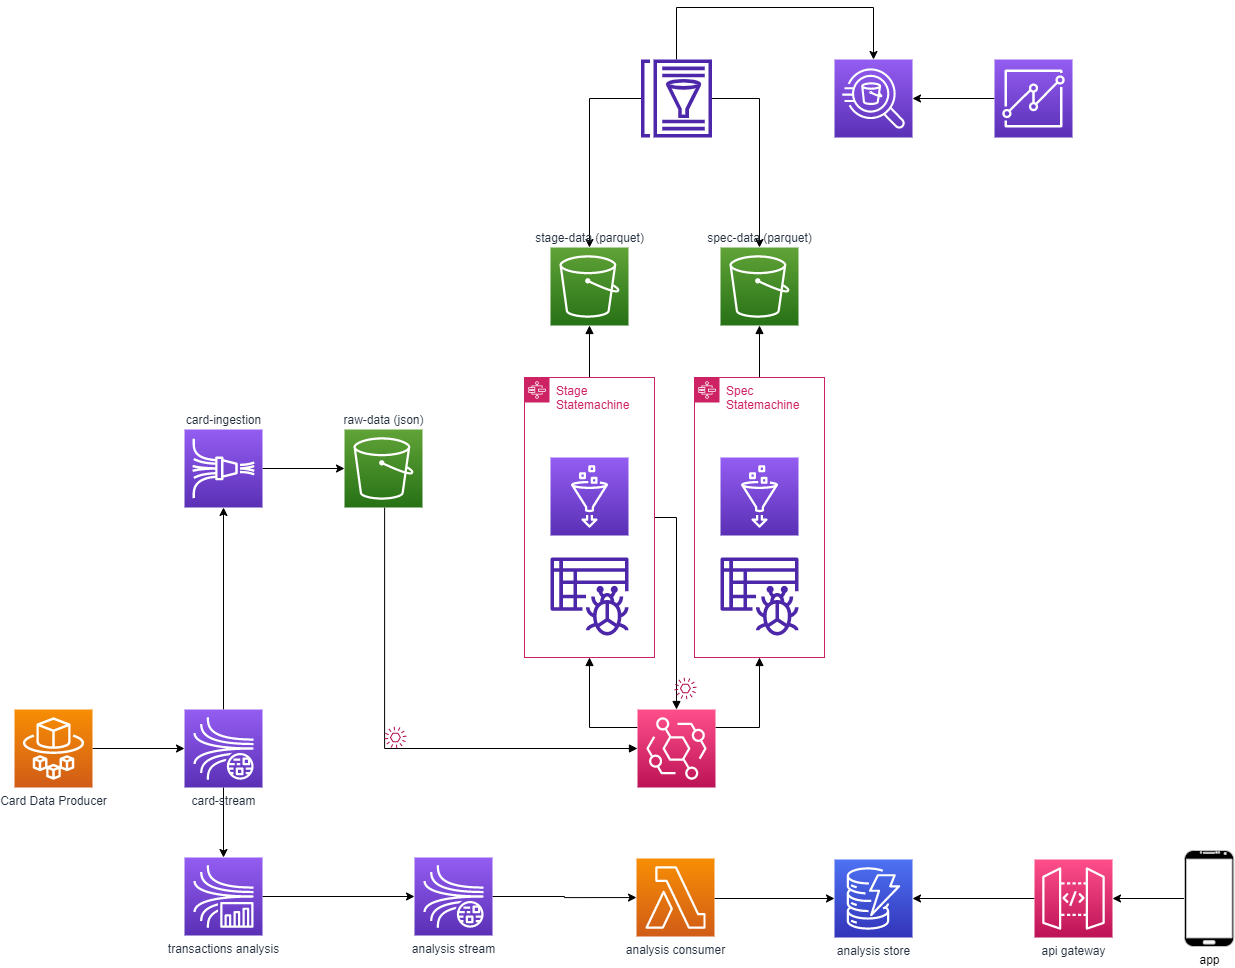 stage-data (parquet)
spec-data (parquet)
Stage
Statemachine
Spec
Statemachine
card-ingestion
raw-data (json)
Card Data Producer
card-stream
transactions analysis
analysis stream
analysis consumer
analysis store
api gateway
app